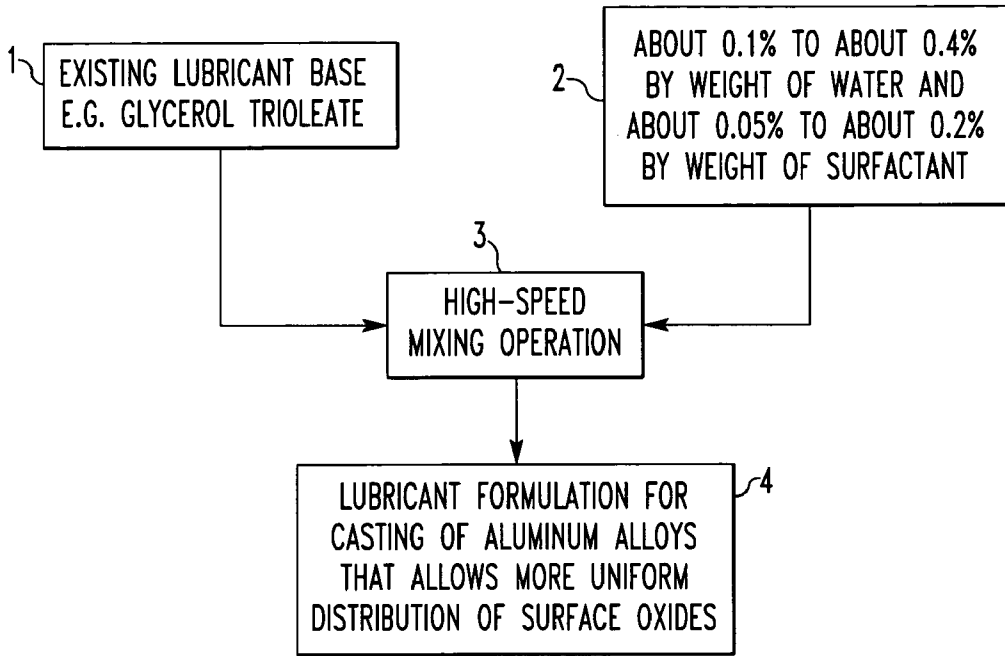 1
EXISTING LUBRICANT BASE
E.G. GLYCEROL TRIOLEATE
2
ABOUT 0.1% TO ABOUT 0.4%
BY WEIGHT OF WATER AND
ABOUT 0.05% TO ABOUT 0.2%
BY WEIGHT OF SURFACTANT
3
HIGH-SPEED
MIXING OPERATION
4
LUBRICANT FORMULATION FOR
CASTING OF ALUMINUM ALLOYS
THAT ALLOWS MORE UNIFORM
DISTRIBUTION OF SURFACE OXIDES